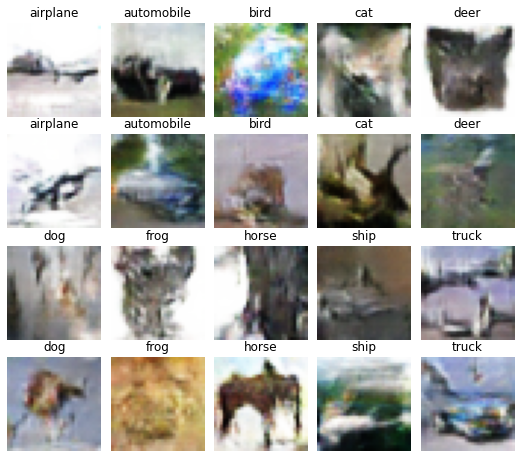 airplane automobile bird cat deer
airplane automobile bird cat deer
dog frog horse ship truck
dog frog horse ship truck